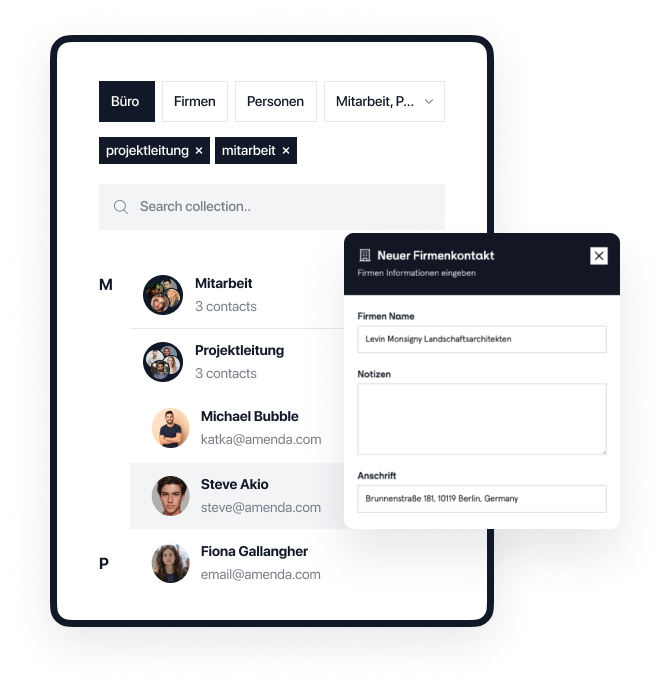 Büro Firmen Personen Mitarbeit, P...
projektleitung × mitarbeit ×
Search collection..
M
Mitarbeit
3 contacts
Projektleitung
3 contacts
Michael Bubble
katka@amenda.com
Steve Akio
steve@amenda.com
P
Fiona Gallangher
email@amenda.com
Neuer Firmenkontakt
Firmen Informationen eingeben
Firmen Name
Levin Monsigny Landschaftsarchitekten
Notizen
Anschrift
Brunnenstraße 181, 10119 Berlin, Germany